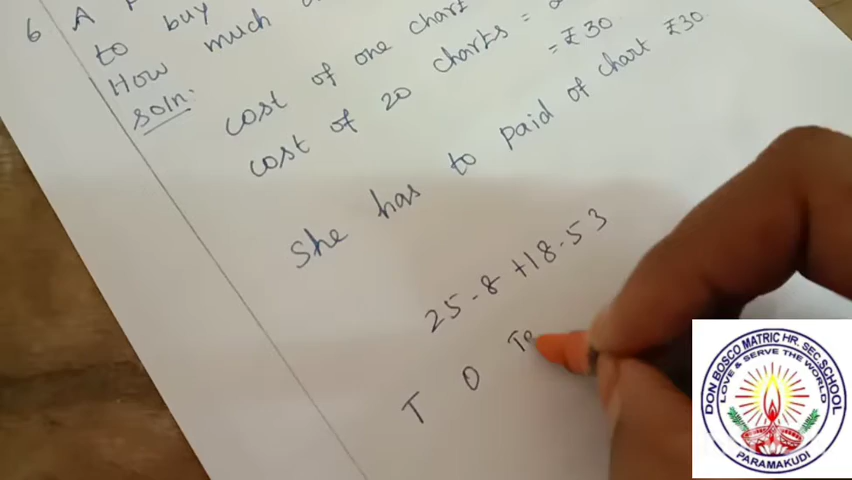 6 A
to buy
How much
soln:
cost of one chart =
cost of 20 charts =
= ₹30
She has to paid of chart ₹30.
25.8 + 18.53
T O Te
DON BOSCO MATRIC HR. SEC. SCHOOL
LOVE & SERVE THE WORLD
PARAMAKUDI